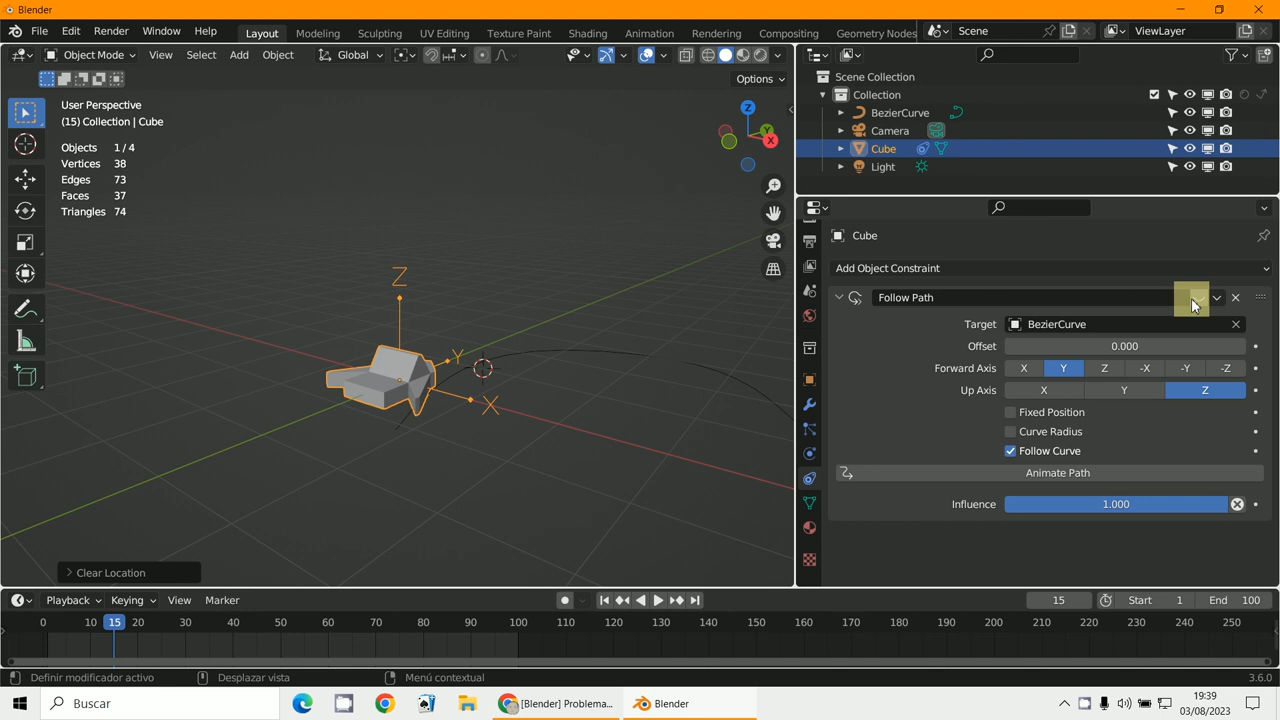 Blender
File Edit Render Window Help Layout Modeling Sculpting UV Editing Texture Paint Shading Animation Rendering Compositing Geometry Nodes Scene ViewLayer
Object Mode View Select Add Object Global
Options
User Perspective
(15) Collection | Cube
Objects 1 / 4
Vertices 38
Edges 73
Faces 37
Triangles 74
Z
Y
X
Z
Y
X
Clear Location
Scene Collection
Collection
BezierCurve
Camera
Cube
Light
Cube
Add Object Constraint
Follow Path
Target BezierCurve
Offset 0.000
Forward Axis X Y Z -X -Y -Z
Up Axis X Y Z
Fixed Position
Curve Radius
Follow Curve
Animate Path
Influence 1.000
Playback Keying View Marker 15 Start 1 End 100
0 10 15 20 30 40 50 60 70 80 90 100 110 120 130 140 150 160 170 180 190 200 210 220 230 240 250
Definir modificador activo Desplazar vista Menú contextual 3.6.0
Buscar [Blender] Problema... Blender 19:39
03/08/2023